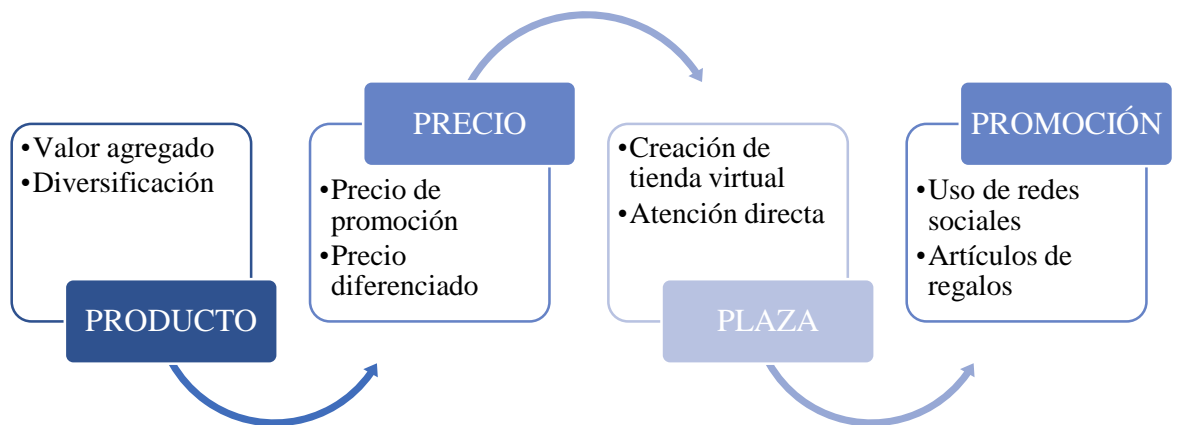 •Valor agregado
•Diversificación
PRODUCTO
PRECIO
•Precio de
promoción
•Precio
diferenciado
•Creación de
tienda virtual
•Atención directa
PLAZA
PROMOCIÓN
•Uso de redes
sociales
•Artículos de
regalos